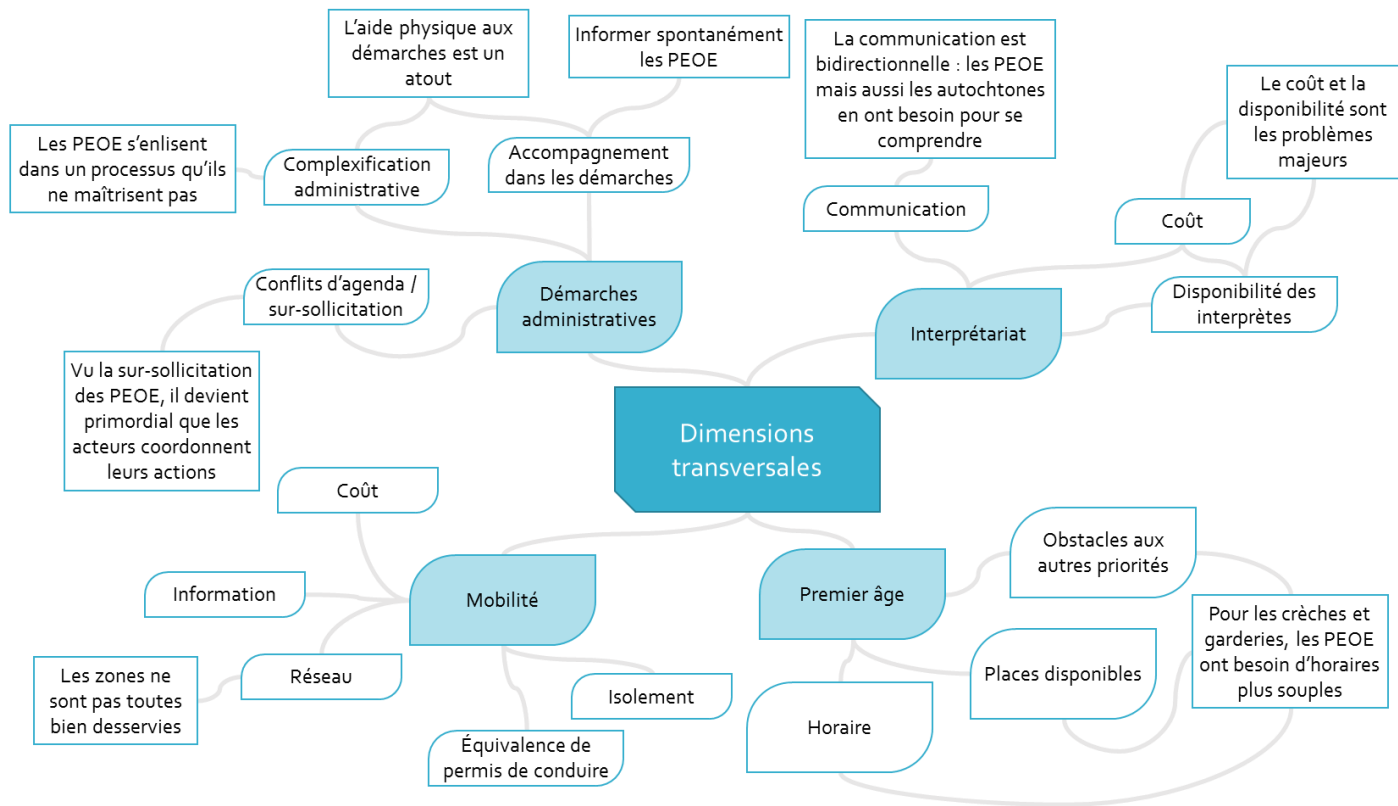 L’aide physique aux
démarches est un
atout
Informer spontanément
les PEOE
La communication est
bidirectionnelle : les PEOE
mais aussi les autochtones
en ont besoin pour se
comprendre
Le coût et la
disponibilité sont
les problèmes
majeurs
Les PEOE s’enlisent
dans un processus qu’ils
ne maîtrisent pas
Complexification
administrative
Accompagnement
dans les démarches
Communication
Coût
Conflits d’agenda /
sur-sollicitation
Démarches
administratives
Interprétariat
Disponibilité des
interprètes
Vu la sur-sollicitation
des PEOE, il devient
primordial que les
acteurs coordonnent
leurs actions
Dimensions
transversales
Coût
Information
Mobilité
Premier âge
Obstacles aux
autres priorités
Les zones ne
sont pas toutes
bien desservies
Réseau
Isolement
Équivalence de
permis de conduire
Horaire
Places disponibles
Pour les crèches et
garderies, les PEOE
ont besoin d’horaires
plus souples